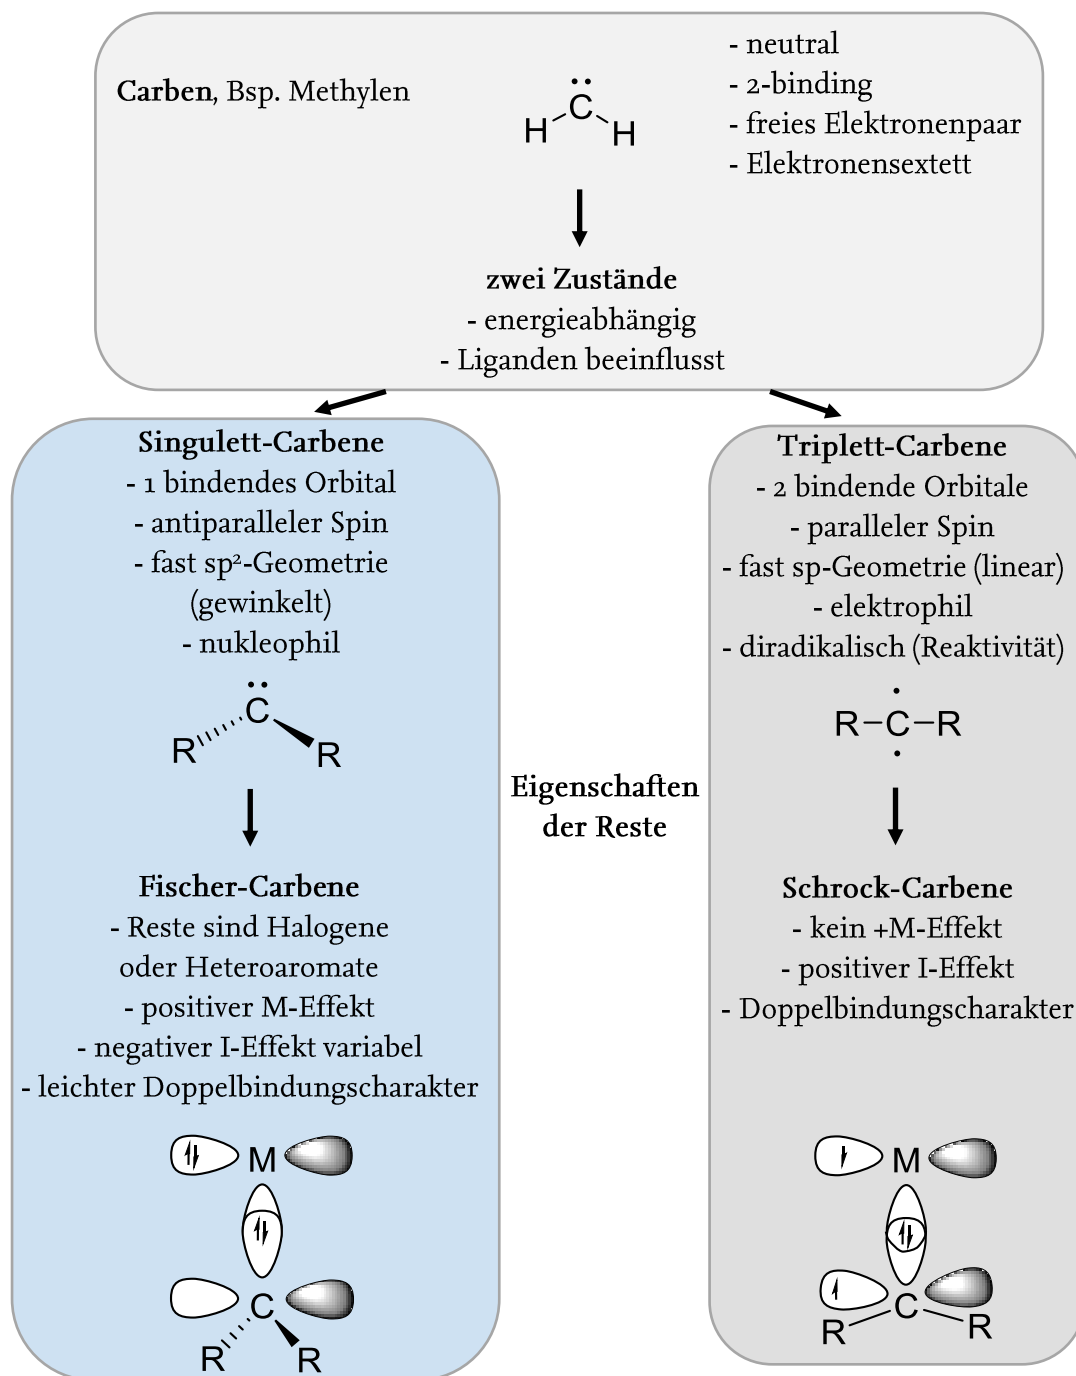 Carben, Bsp. Methylen
C
H
H
- neutral
- 2-binding
- freies Elektronenpaar
- Elektronensextett
zwei Zustände
- energieabhängig
- Liganden beeinflusst
Singulett-Carbene
- 1 bindendes Orbital
- antiparalleler Spin
- fast sp²-Geometrie
(gewinkelt)
- nukleophil
C
R
R
Triplett-Carbene
- 2 bindende Orbitale
- paralleler Spin
- fast sp-Geometrie (linear)
- elektrophil
- diradikalisch (Reaktivität)
R-C-R
Eigenschaften
der Reste
Fischer-Carbene
- Reste sind Halogene
oder Heteroaromate
- positiver M-Effekt
- negativer I-Effekt variabel
- leichter Doppelbindungscharakter
M
C
R
R
Schrock-Carbene
- kein +M-Effekt
- positiver I-Effekt
- Doppelbindungscharakter
M
C
R
R